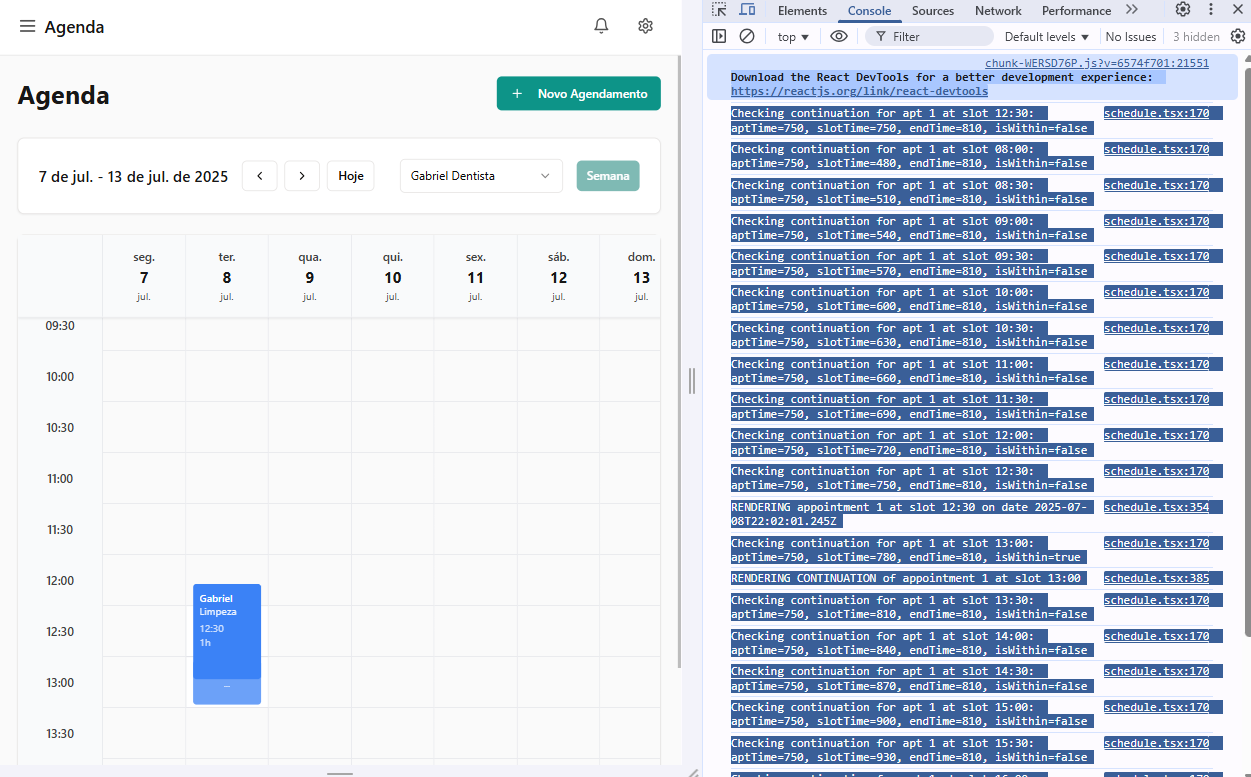 Agenda
Agenda
+ Novo Agendamento
7 de jul. - 13 de jul. de 2025
Hoje
Gabriel Dentista
Semana
seg.
7
jul.
ter.
8
jul.
qua.
9
jul.
qui.
10
jul.
sex.
11
jul.
sáb.
12
jul.
dom.
13
jul.
09:30
10:00
10:30
11:00
11:30
12:00
12:30
13:00
13:30
Gabriel
Limpeza
12:30
1h
Elements Console Sources Network Performance
top Filter Default levels No Issues 3 hidden
chunk-WERSD76P.js?v=6574f701:21551
Download the React DevTools for a better development experience:
https://reactjs.org/link/react-devtools
Checking continuation for apt 1 at slot 12:30: schedule.tsx:170
aptTime=750, slotTime=750, endTime=810, isWithin=false
Checking continuation for apt 1 at slot 08:00: schedule.tsx:170
aptTime=750, slotTime=480, endTime=810, isWithin=false
Checking continuation for apt 1 at slot 08:30: schedule.tsx:170
aptTime=750, slotTime=510, endTime=810, isWithin=false
Checking continuation for apt 1 at slot 09:00: schedule.tsx:170
aptTime=750, slotTime=540, endTime=810, isWithin=false
Checking continuation for apt 1 at slot 09:30: schedule.tsx:170
aptTime=750, slotTime=570, endTime=810, isWithin=false
Checking continuation for apt 1 at slot 10:00: schedule.tsx:170
aptTime=750, slotTime=600, endTime=810, isWithin=false
Checking continuation for apt 1 at slot 10:30: schedule.tsx:170
aptTime=750, slotTime=630, endTime=810, isWithin=false
Checking continuation for apt 1 at slot 11:00: schedule.tsx:170
aptTime=750, slotTime=660, endTime=810, isWithin=false
Checking continuation for apt 1 at slot 11:30: schedule.tsx:170
aptTime=750, slotTime=690, endTime=810, isWithin=false
Checking continuation for apt 1 at slot 12:00: schedule.tsx:170
aptTime=750, slotTime=720, endTime=810, isWithin=false
Checking continuation for apt 1 at slot 12:30: schedule.tsx:170
aptTime=750, slotTime=750, endTime=810, isWithin=false
RENDERING appointment 1 at slot 12:30 on date 2025-07- schedule.tsx:354
08T22:02:01.245Z
Checking continuation for apt 1 at slot 13:00: schedule.tsx:170
aptTime=750, slotTime=780, endTime=810, isWithin=true
RENDERING CONTINUATION of appointment 1 at slot 13:00 schedule.tsx:385
Checking continuation for apt 1 at slot 13:30: schedule.tsx:170
aptTime=750, slotTime=810, endTime=810, isWithin=false
Checking continuation for apt 1 at slot 14:00: schedule.tsx:170
aptTime=750, slotTime=840, endTime=810, isWithin=false
Checking continuation for apt 1 at slot 14:30: schedule.tsx:170
aptTime=750, slotTime=870, endTime=810, isWithin=false
Checking continuation for apt 1 at slot 15:00: schedule.tsx:170
aptTime=750, slotTime=900, endTime=810, isWithin=false
Checking continuation for apt 1 at slot 15:30: schedule.tsx:170
aptTime=750, slotTime=930, endTime=810, isWithin=false